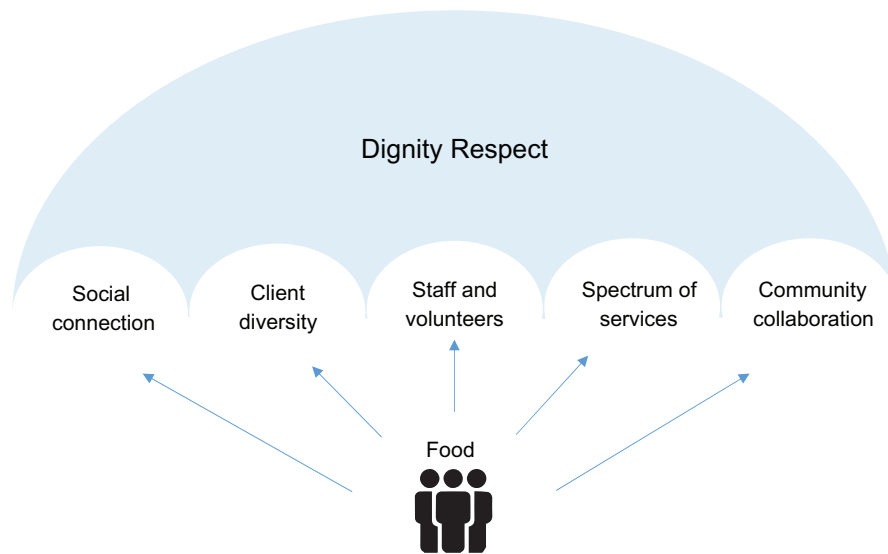 Dignity Respect
Social
connection
Client
diversity
Staff and
volunteers
Spectrum of
services
Community
collaboration
Food